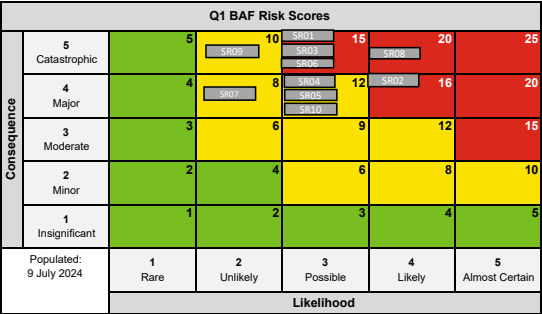 Q1 BAF Risk Scores
Consequence
5
Catastrophic
5
10
SR09
SR01
SR03
SR06
15
20
SR08
25
4
Major
4
8
SR07
SR04
SR05
SR10
12
SR02
16
20
3
Moderate
3
6
9
12
15
2
Minor
2
4
6
8
10
1
Insignificant
1
2
3
4
5
Populated:
9 July 2024
1
Rare
2
Unlikely
3
Possible
4
Likely
5
Almost Certain
Likelihood